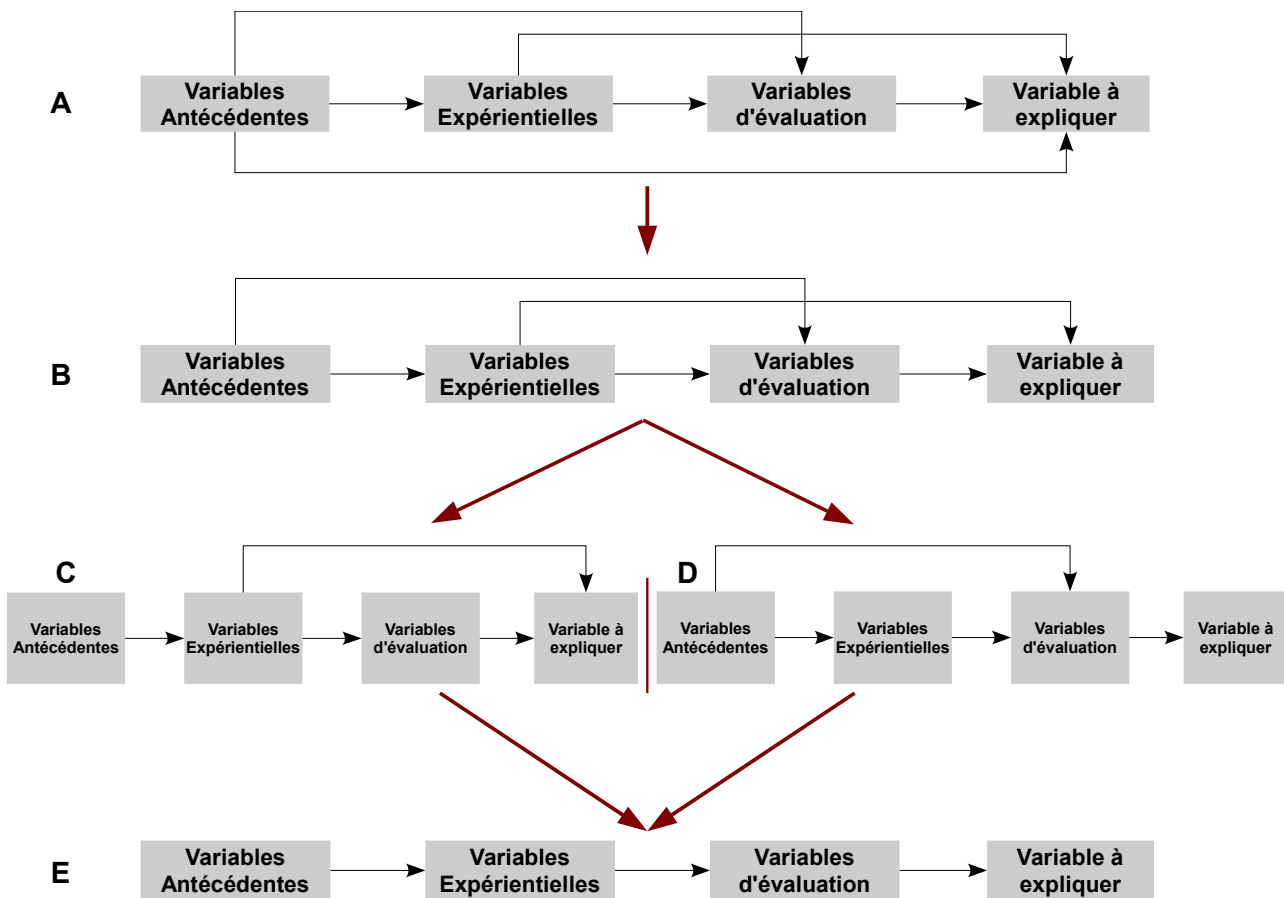 A
Variables
Antécédentes
Variables
Expérientielles
Variables
d'évaluation
Variable à
expliquer
B
Variables
Antécédentes
Variables
Expérientielles
Variables
d'évaluation
Variable à
expliquer
C
Variables
Antécédentes
Variables
Expérientielles
Variables
d'évaluation
Variable à
expliquer
D
Variables
Antécédentes
Variables
Expérientielles
Variables
d'évaluation
Variable à
expliquer
E
Variables
Antécédentes
Variables
Expérientielles
Variables
d'évaluation
Variable à
expliquer